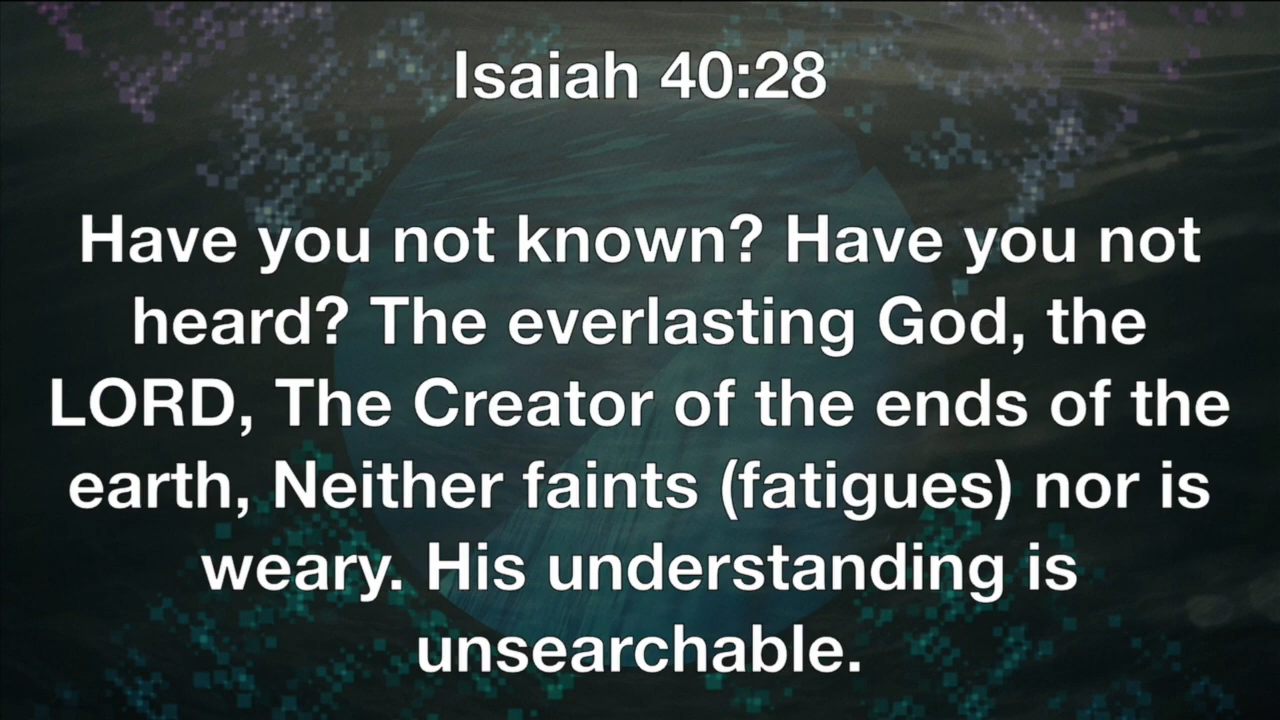 Isaiah 40:28
Have you not known? Have you not
heard? The everlasting God, the
LORD, The Creator of the ends of the
earth, Neither faints (fatigues) nor is
weary. His understanding is
unsearchable.